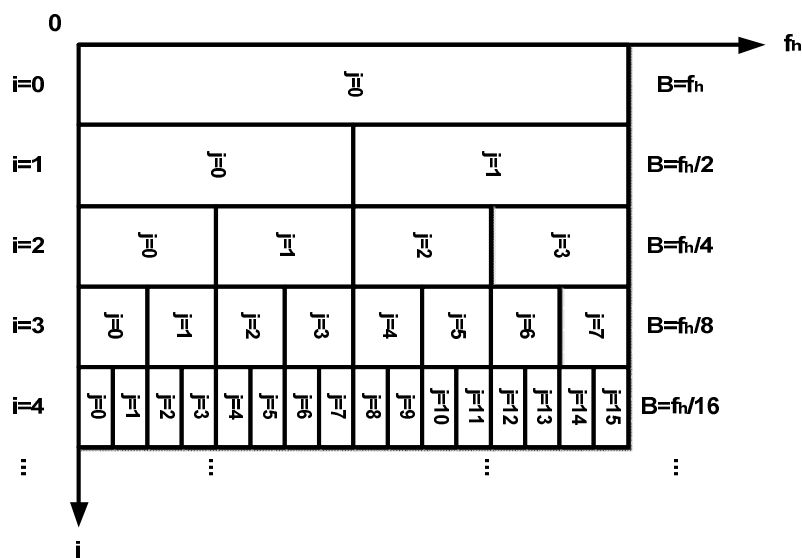 0
fh
i=0 j=0 B=fh
i=1 j=0 j=1 B=fh/2
i=2 j=0 j=1 j=2 j=3 B=fh/4
i=3 j=0 j=1 j=2 j=3 j=4 j=5 j=6 j=7 B=fh/8
i=4 j=0 j=1 j=2 j=3 j=4 j=5 j=6 j=7 j=8 j=9 j=10 j=11 j=12 j=13 j=14 j=15 B=fh/16
... ... ... ...
i